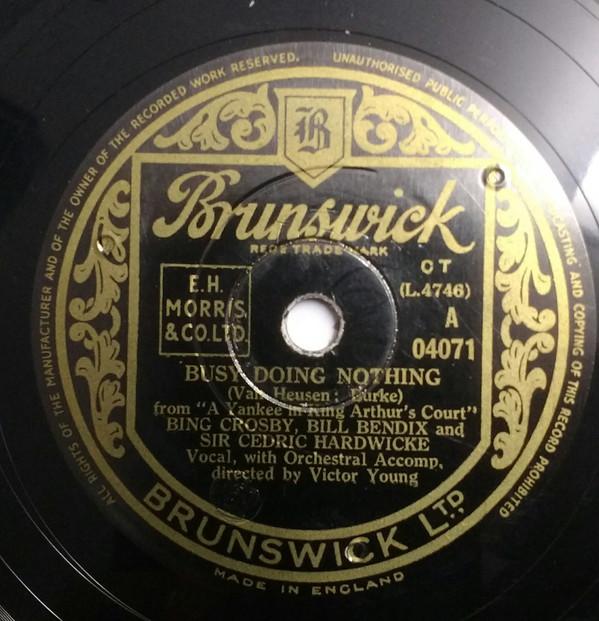 ALL RIGHTS OF THE MANUFACTURER AND OF THE OWNER OF THE RECORDED WORK RESERVED. UNAUTHORISED PUBLIC CASTING AND COPYING OF THIS RECORD PROHIBITED
B
Brunswick
REGD TRADE MARK
E.H.
MORRIS
& CO. LTD.
CT
(L.4746)
A
04071
BUSY DOING NOTHING
(Van Heusen; Burke)
from "A Yankee in King Arthur's Court"
BING CROSBY, BILL BENDIX and
SIR CEDRIC HARDWICKE
Vocal, with Orchestral Accomp.
directed by Victor Young
BRUNSWICK LTD.
MADE IN ENGLAND